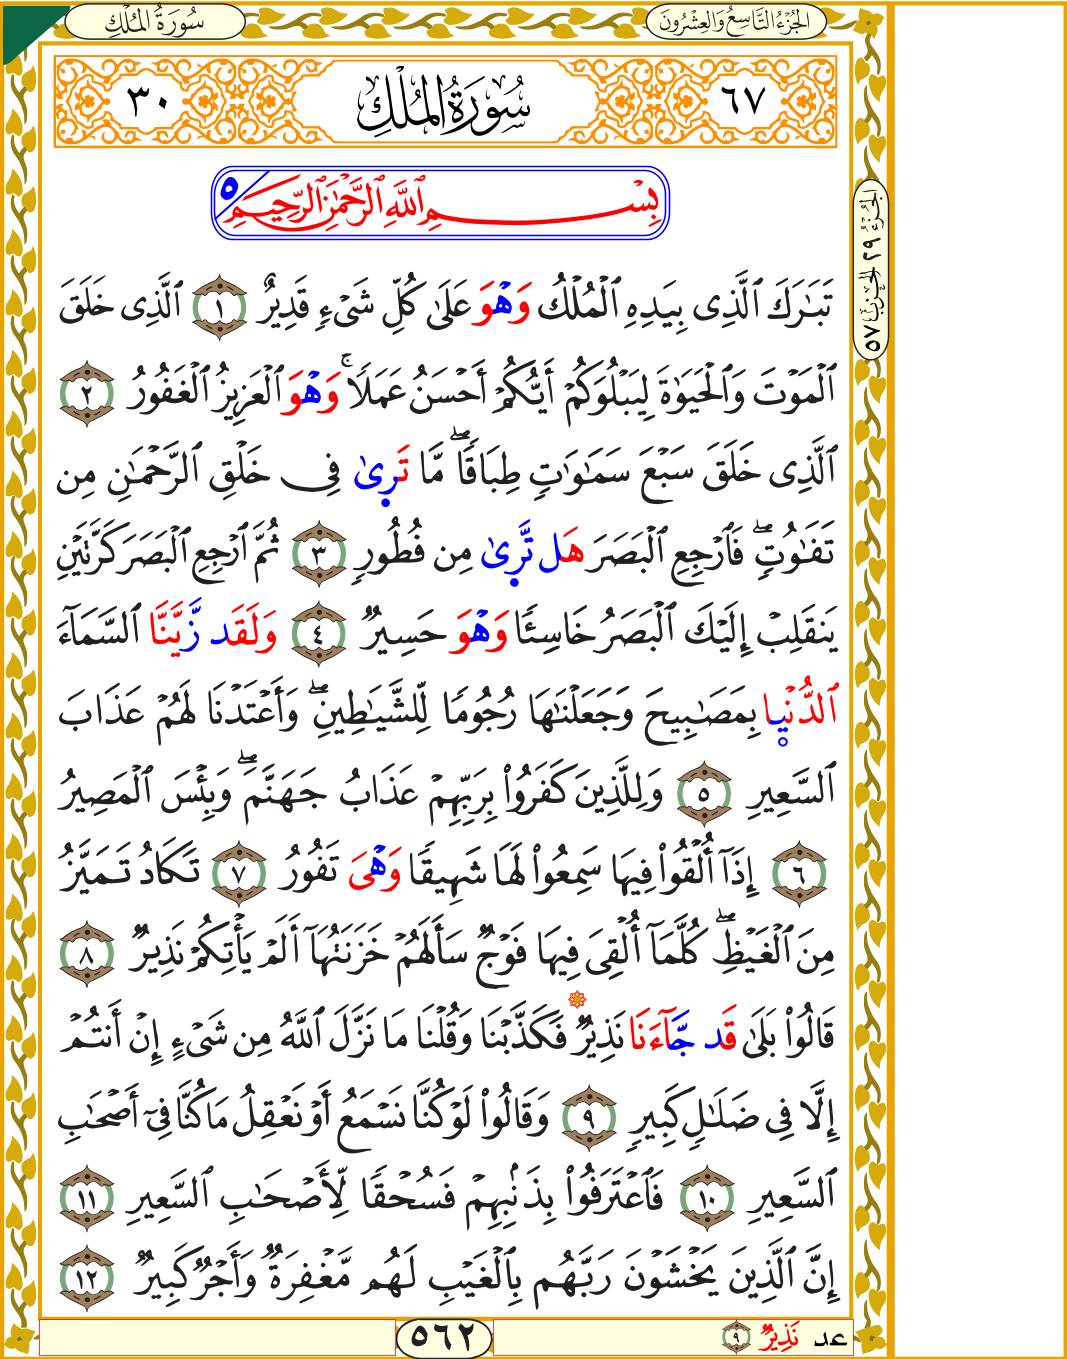 سُورَةُ المُلْكِ
الجُزْءُ التَّاسِعُ وَالعِشْرُونَ
٦٧ سُورَةُ المُلْكِ ٣٠
بِسْمِ ٱللَّهِ ٱلرَّحْمَٰنِ ٱلرَّحِيمِ ٥
الجُزْءُ ٢٩ الحِزْبُ ٥٧
تَبَٰرَكَ ٱلَّذِى بِيَدِهِ ٱلْمُلْكُ وَهْوَ عَلَىٰ كُلِّ شَىْءٍ قَدِيرٌ ١ ٱلَّذِى خَلَقَ
ٱلْمَوْتَ وَٱلْحَيَوٰةَ لِيَبْلُوَكُمْ أَيُّكُمْ أَحْسَنُ عَمَلًاۚ وَهْوَ ٱلْعَزِيزُ ٱلْغَفُورُ ٢
ٱلَّذِى خَلَقَ سَبْعَ سَمَٰوَٰتٍ طِبَاقًاۖ مَّا تَرِىٰ فِى خَلْقِ ٱلرَّحْمَٰنِ مِن
تَفَٰوُتٍۖ فَٱرْجِعِ ٱلْبَصَرَ هَل تَّرِىٰ مِن فُطُورٍ ٣ ثُمَّ ٱرْجِعِ ٱلْبَصَرَ كَرَّتَيْنِ
يَنقَلِبْ إِلَيْكَ ٱلْبَصَرُ خَاسِئًا وَهْوَ حَسِيرٌ ٤ وَلَقَد زَّيَّنَّا ٱلسَّمَآءَ
ٱلدُّنْيِا بِمَصَٰبِيحَ وَجَعَلْنَٰهَا رُجُومًا لِّلشَّيَٰطِينِۖ وَأَعْتَدْنَا لَهُمْ عَذَابَ
ٱلسَّعِيرِ ٥ وَلِلَّذِينَ كَفَرُوا۟ بِرَبِّهِمْ عَذَابُ جَهَنَّمَۖ وَبِئْسَ ٱلْمَصِيرُ
٦ إِذَآ أُلْقُوا۟ فِيهَا سَمِعُوا۟ لَهَا شَهِيقًا وَهْىَ تَفُورُ ٧ تَكَادُ تَمَيَّزُ
مِنَ ٱلْغَيْظِۖ كُلَّمَآ أُلْقِىَ فِيهَا فَوْجٌ سَأَلَهُمْ خَزَنَتُهَآ أَلَمْ يَأْتِكُمْ نَذِيرٌ ٨
قَالُوا۟ بَلَىٰ قَد جَّآءَنَا نَذِيرٌ فَكَذَّبْنَا وَقُلْنَا مَا نَزَّلَ ٱللَّهُ مِن شَىْءٍ إِنْ أَنتُمْ
إِلَّا فِى ضَلَٰلٍ كَبِيرٍ ٩ وَقَالُوا۟ لَوْ كُنَّا نَسْمَعُ أَوْ نَعْقِلُ مَا كُنَّا فِىٓ أَصْحَٰبِ
ٱلسَّعِيرِ ١٠ فَٱعْتَرَفُوا۟ بِذَنۢبِهِمْ فَسُحْقًا لِّأَصْحَٰبِ ٱلسَّعِيرِ ١١
إِنَّ ٱلَّذِينَ يَخْشَوْنَ رَبَّهُم بِٱلْغَيْبِ لَهُم مَّغْفِرَةٌ وَأَجْرٌ كَبِيرٌ ١٢
عد نَذِيرٌ ٩
٥٦٢